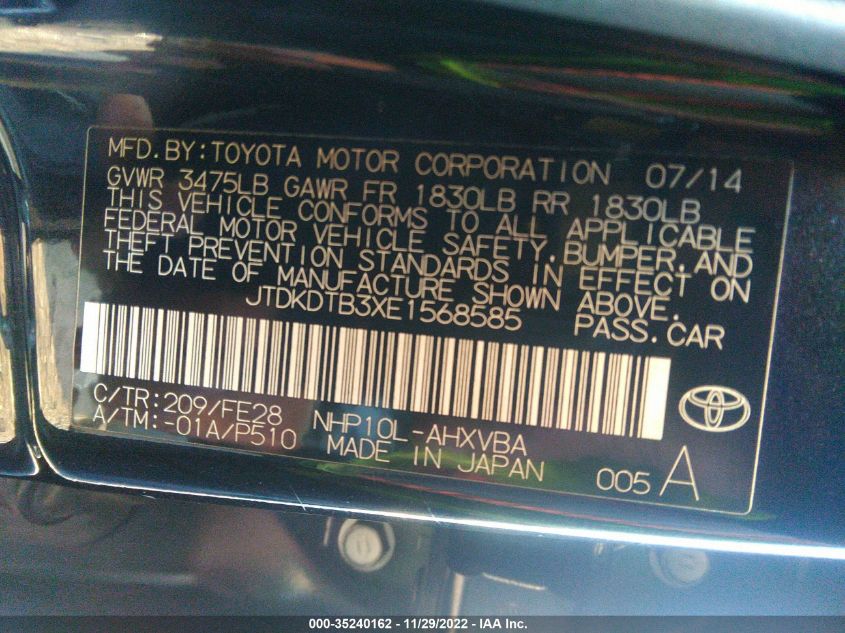 MFD.BY:TOYOTA MOTOR CORPORATION 07/14
GVWR 3475LB GAWR FR 1830LB RR 1830LB
THIS VEHICLE CONFORMS TO ALL APPLICABLE
FEDERAL MOTOR VEHICLE SAFETY,BUMPER,AND
THEFT PREVENTION STANDARDS IN EFFECT ON
THE DATE OF MANUFACTURE SHOWN ABOVE.
JTDKDTB3XE1568585 PASS.CAR
C/TR:209/FE28 NHP10L-AHXVBA
A/TM:-01A/P510 MADE IN JAPAN
005 A
000-35240162 - 11/29/2022 - IAA Inc.